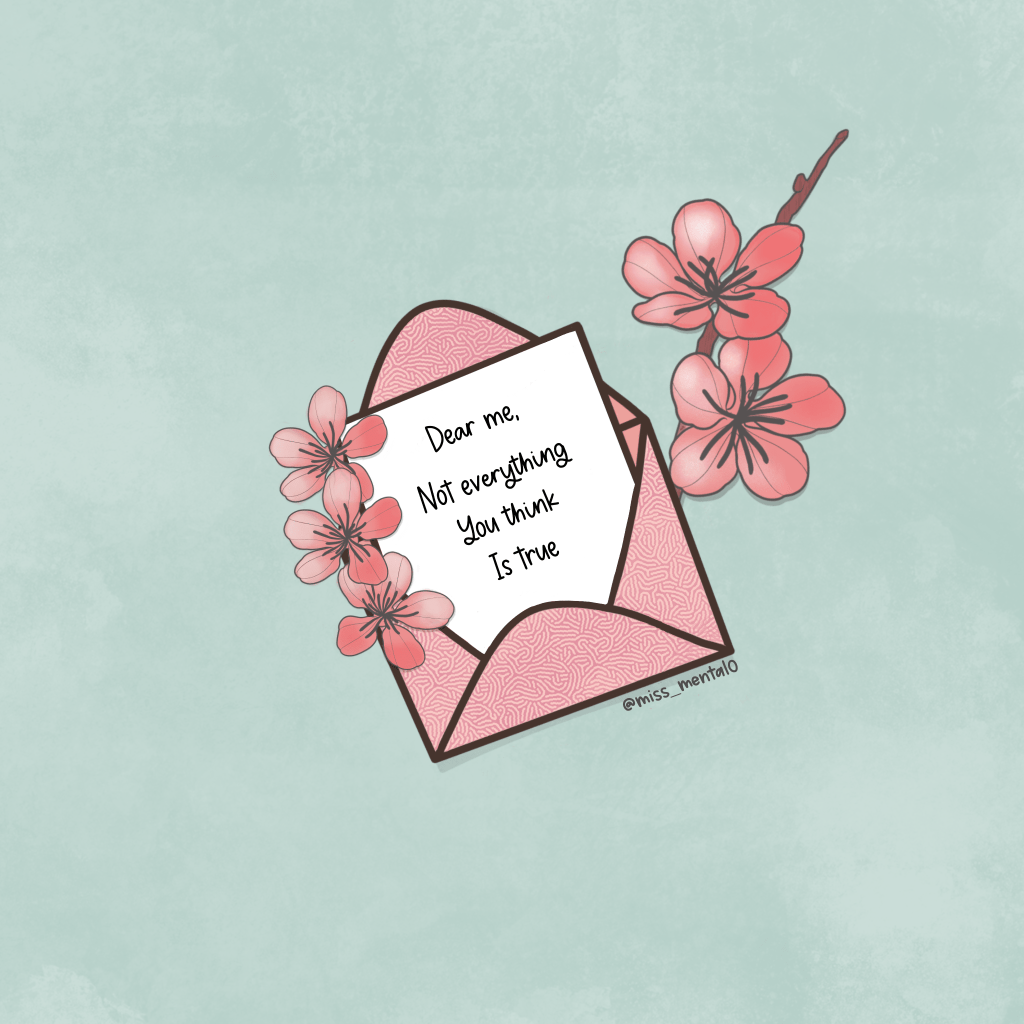 Dear me,
Not everything
You think
Is true
@miss_mental0